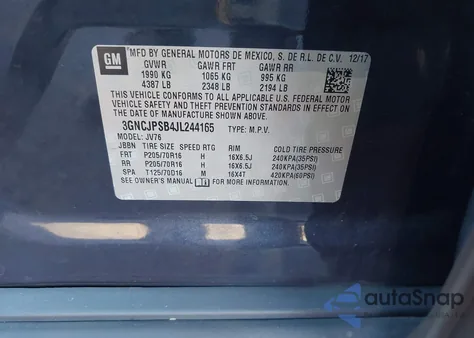 GM
MFD BY GENERAL MOTORS DE MEXICO, S. DE R.L. DE C.V. 12/17
GVWR GAWR FRT GAWR RR
1990 KG 1065 KG 995 KG
4387 LB 2348 LB 2194 LB
THIS VEHICLE CONFORMS TO ALL APPLICABLE U.S. FEDERAL MOTOR
VEHICLE SAFETY AND THEFT PREVENTION STANDARDS IN EFFECT ON
THE DATE OF MANUFACTURE SHOWN ABOVE.
3GNCJPSB4JL244165 TYPE: M.P.V.
MODEL: JV76
JBBN TIRE SIZE SPEED RTG RIM COLD TIRE PRESSURE
FRT P205/70R16 H 16X6.5J 240KPA(35PSI)
RR P205/70R16 H 16X6.5J 240KPA(35PSI)
SPA T125/70D16 M 16X4T 420KPA(60PSI)
SEE OWNER'S MANUAL FOR MORE INFORMATION.
autoSnap